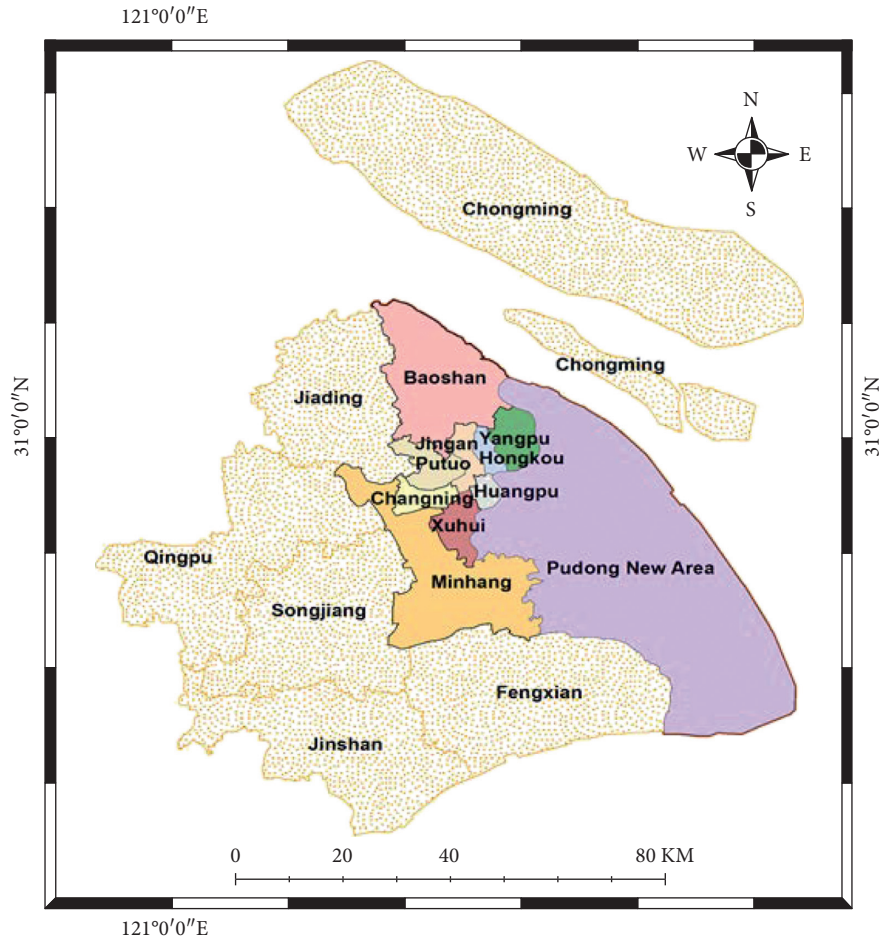 121°0′0″E
N
W E
S
Chongming
Chongming
Baoshan
Jiading
31°0′0″N
31°0′0″N
Jingan
Yangpu
Putuo
Hongkou
Changning
Huangpu
Xuhui
Qingpu
Minhang
Pudong New Area
Songjiang
Fengxian
Jinshan
0 20 40 80 KM
121°0′0″E